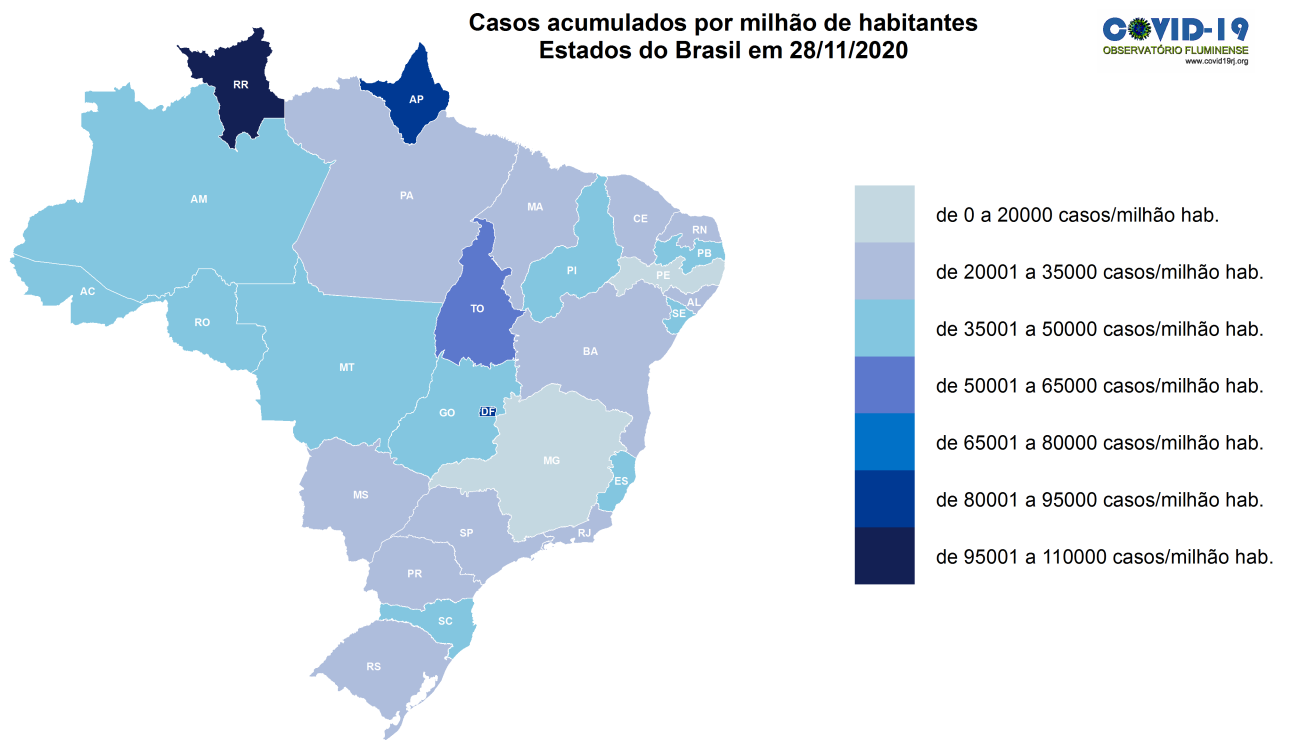 Casos acumulados por milhão de habitantes
Estados do Brasil em 28/11/2020
COVID-19
OBSERVATÓRIO FLUMINENSE
www.covid19rj.org
RR
AP
AM
PA
MA
CE
RN
PB
PI
PE
AC
AL
TO
SE
RO
BA
MT
GO
DF
MG
ES
MS
SP
RJ
PR
SC
RS
de 0 a 20000 casos/milhão hab.
de 20001 a 35000 casos/milhão hab.
de 35001 a 50000 casos/milhão hab.
de 50001 a 65000 casos/milhão hab.
de 65001 a 80000 casos/milhão hab.
de 80001 a 95000 casos/milhão hab.
de 95001 a 110000 casos/milhão hab.